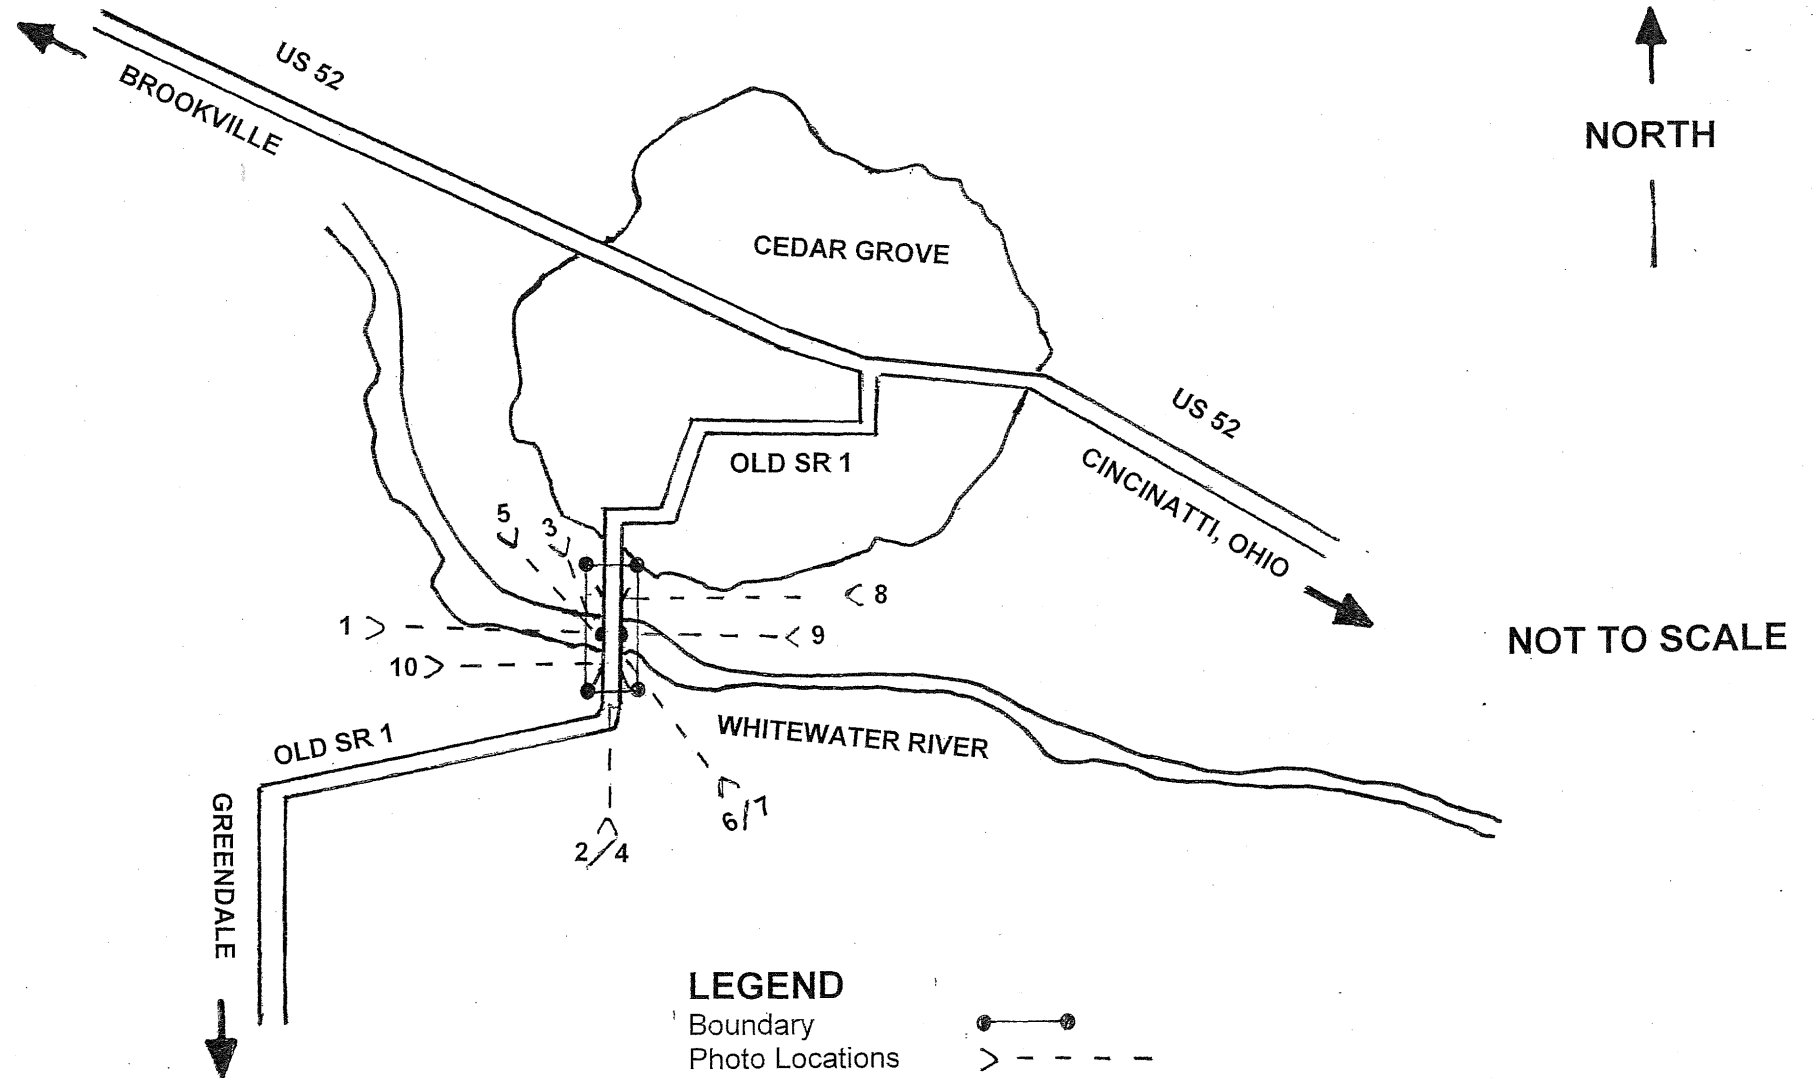 US 52
BROOKVILLE
NORTH
CEDAR GROVE
US 52
OLD SR 1
CINCINATTI, OHIO
5
3
8
1
9
NOT TO SCALE
10
OLD SR 1
WHITEWATER RIVER
GREENDALE
6/7
2/4
LEGEND
Boundary
Photo Locations